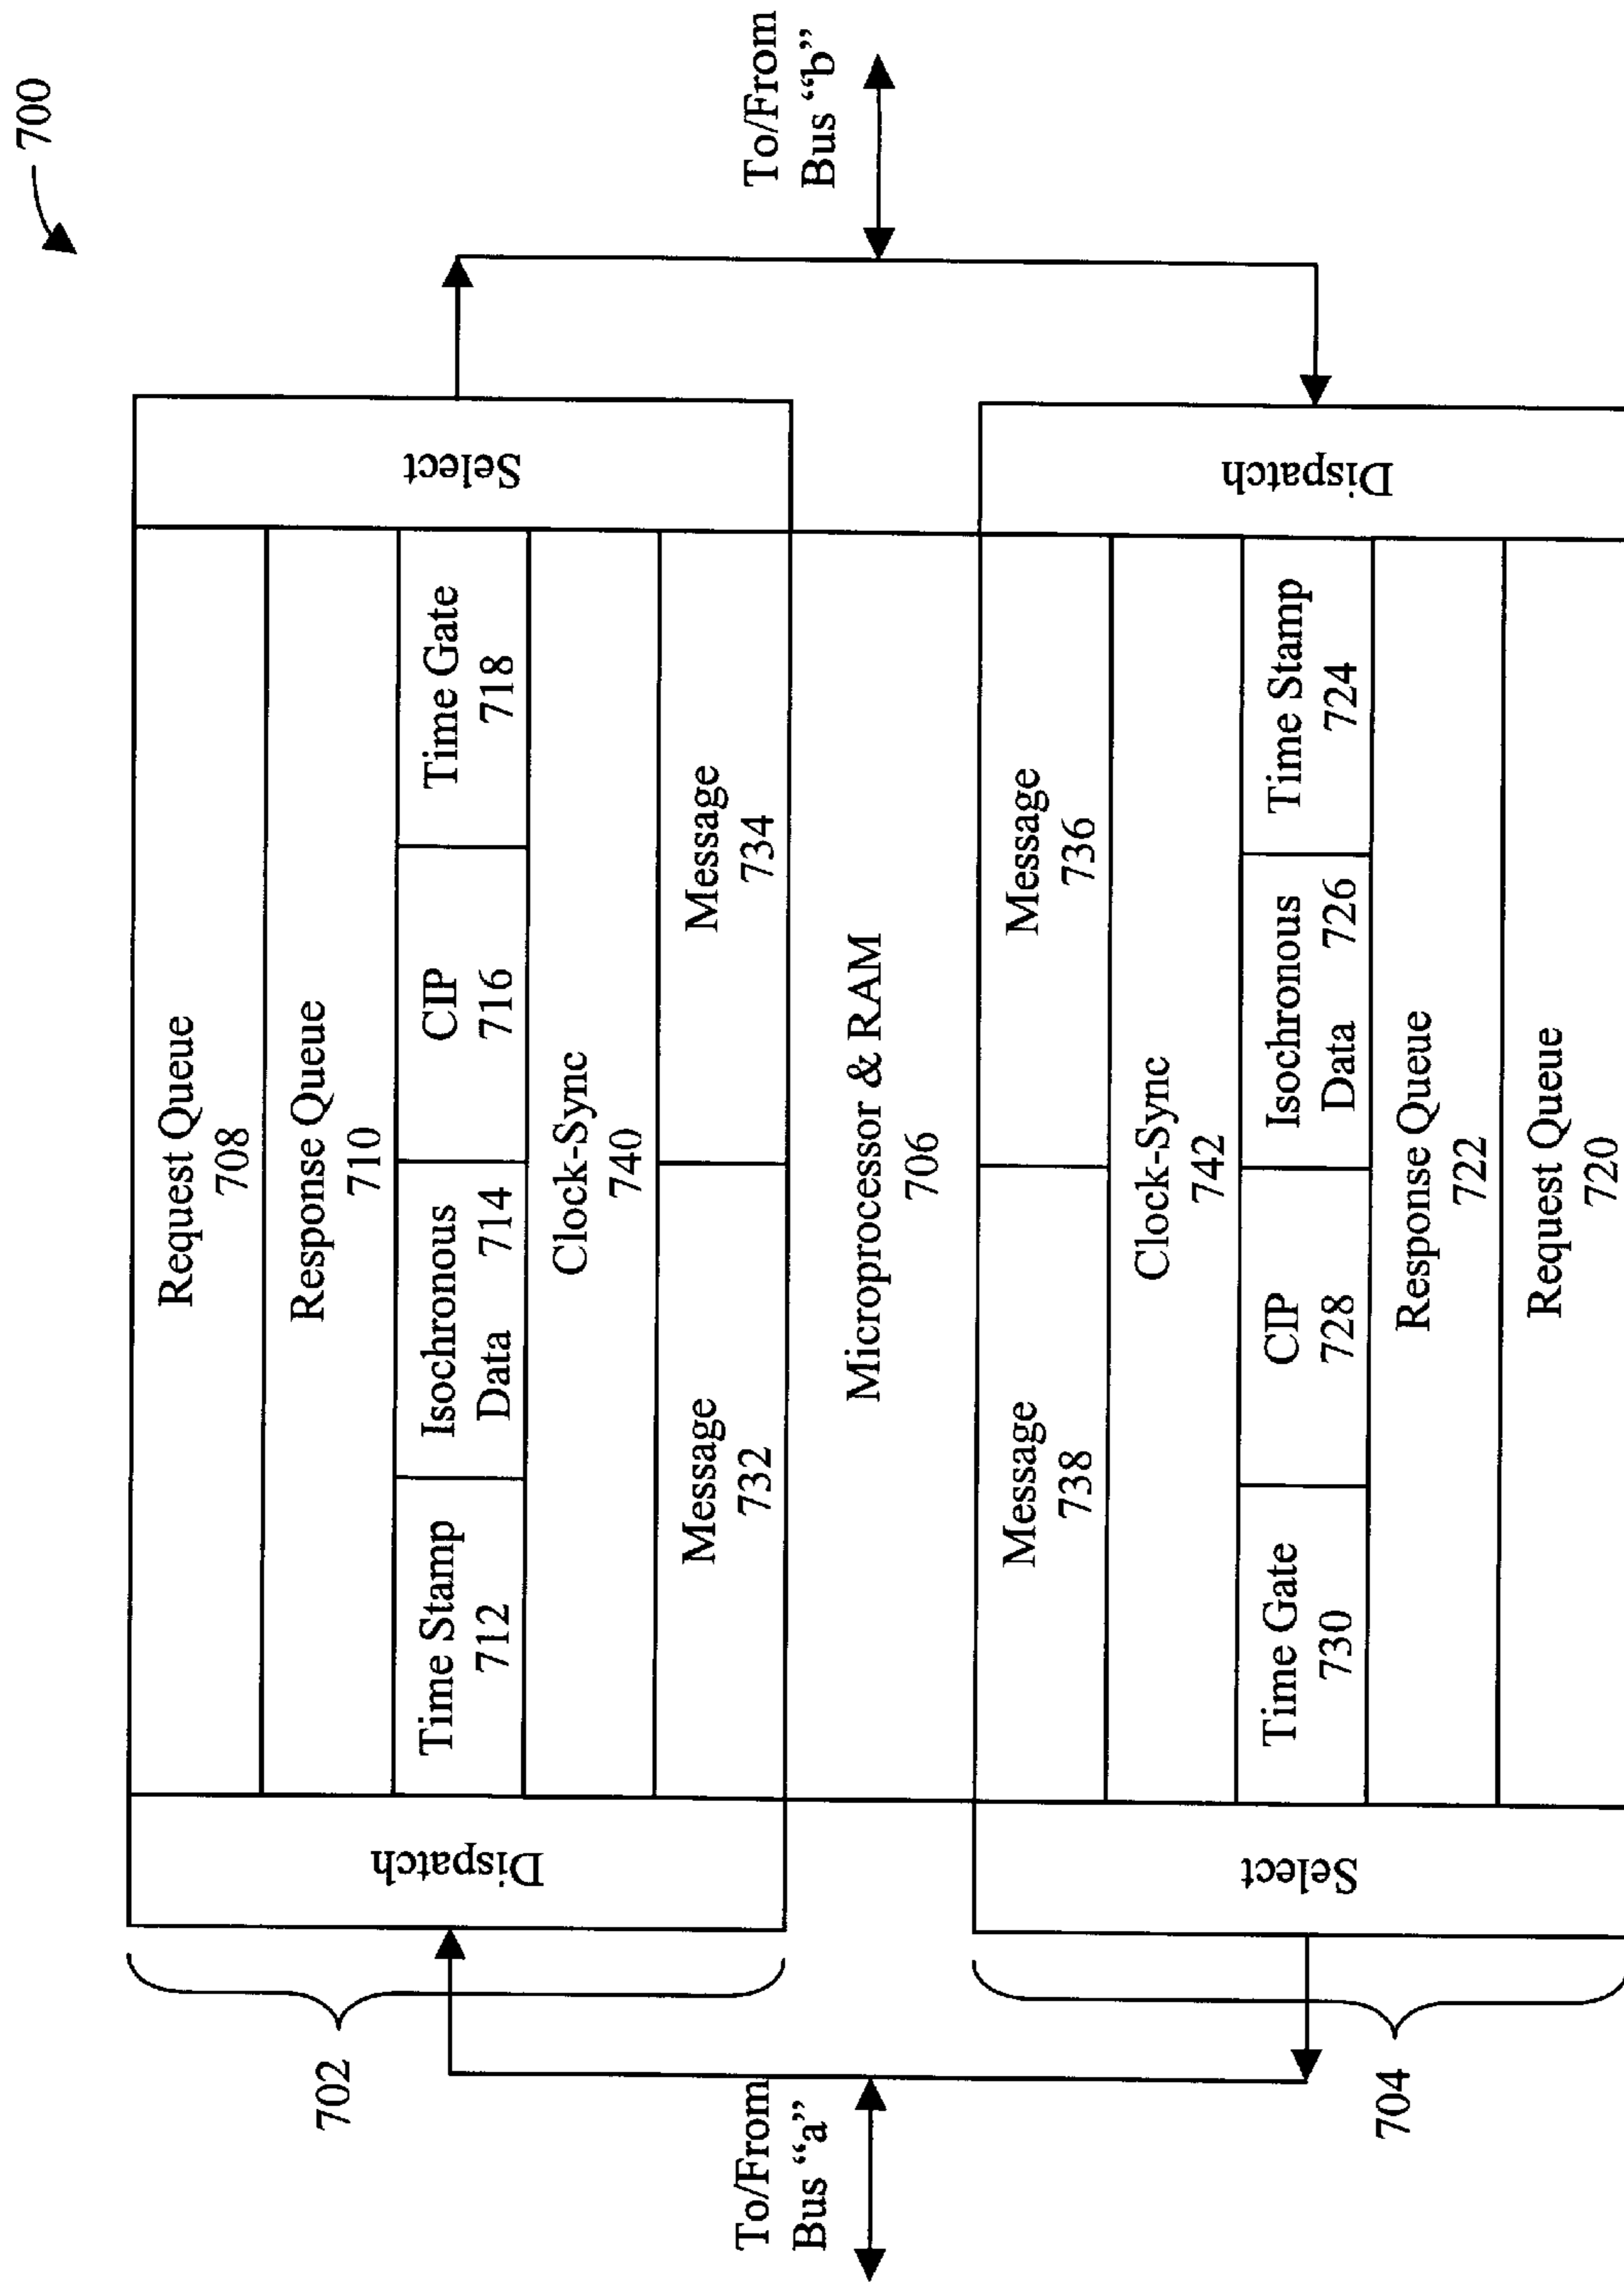 700
702
704
To/From
Bus “a”
To/From
Bus “b”
Dispatch
Request Queue
708
Response Queue
710
Time Stamp
712
Isochronous
Data 714
CIP
716
Time Gate
718
Clock-Sync
740
Message
732
Message
734
Select
Microprocessor & RAM
706
Select
Message
738
Message
736
Clock-Sync
742
Time Gate
730
CIP
728
Isochronous
Data 726
Time Stamp
724
Response Queue
722
Request Queue
720
Dispatch